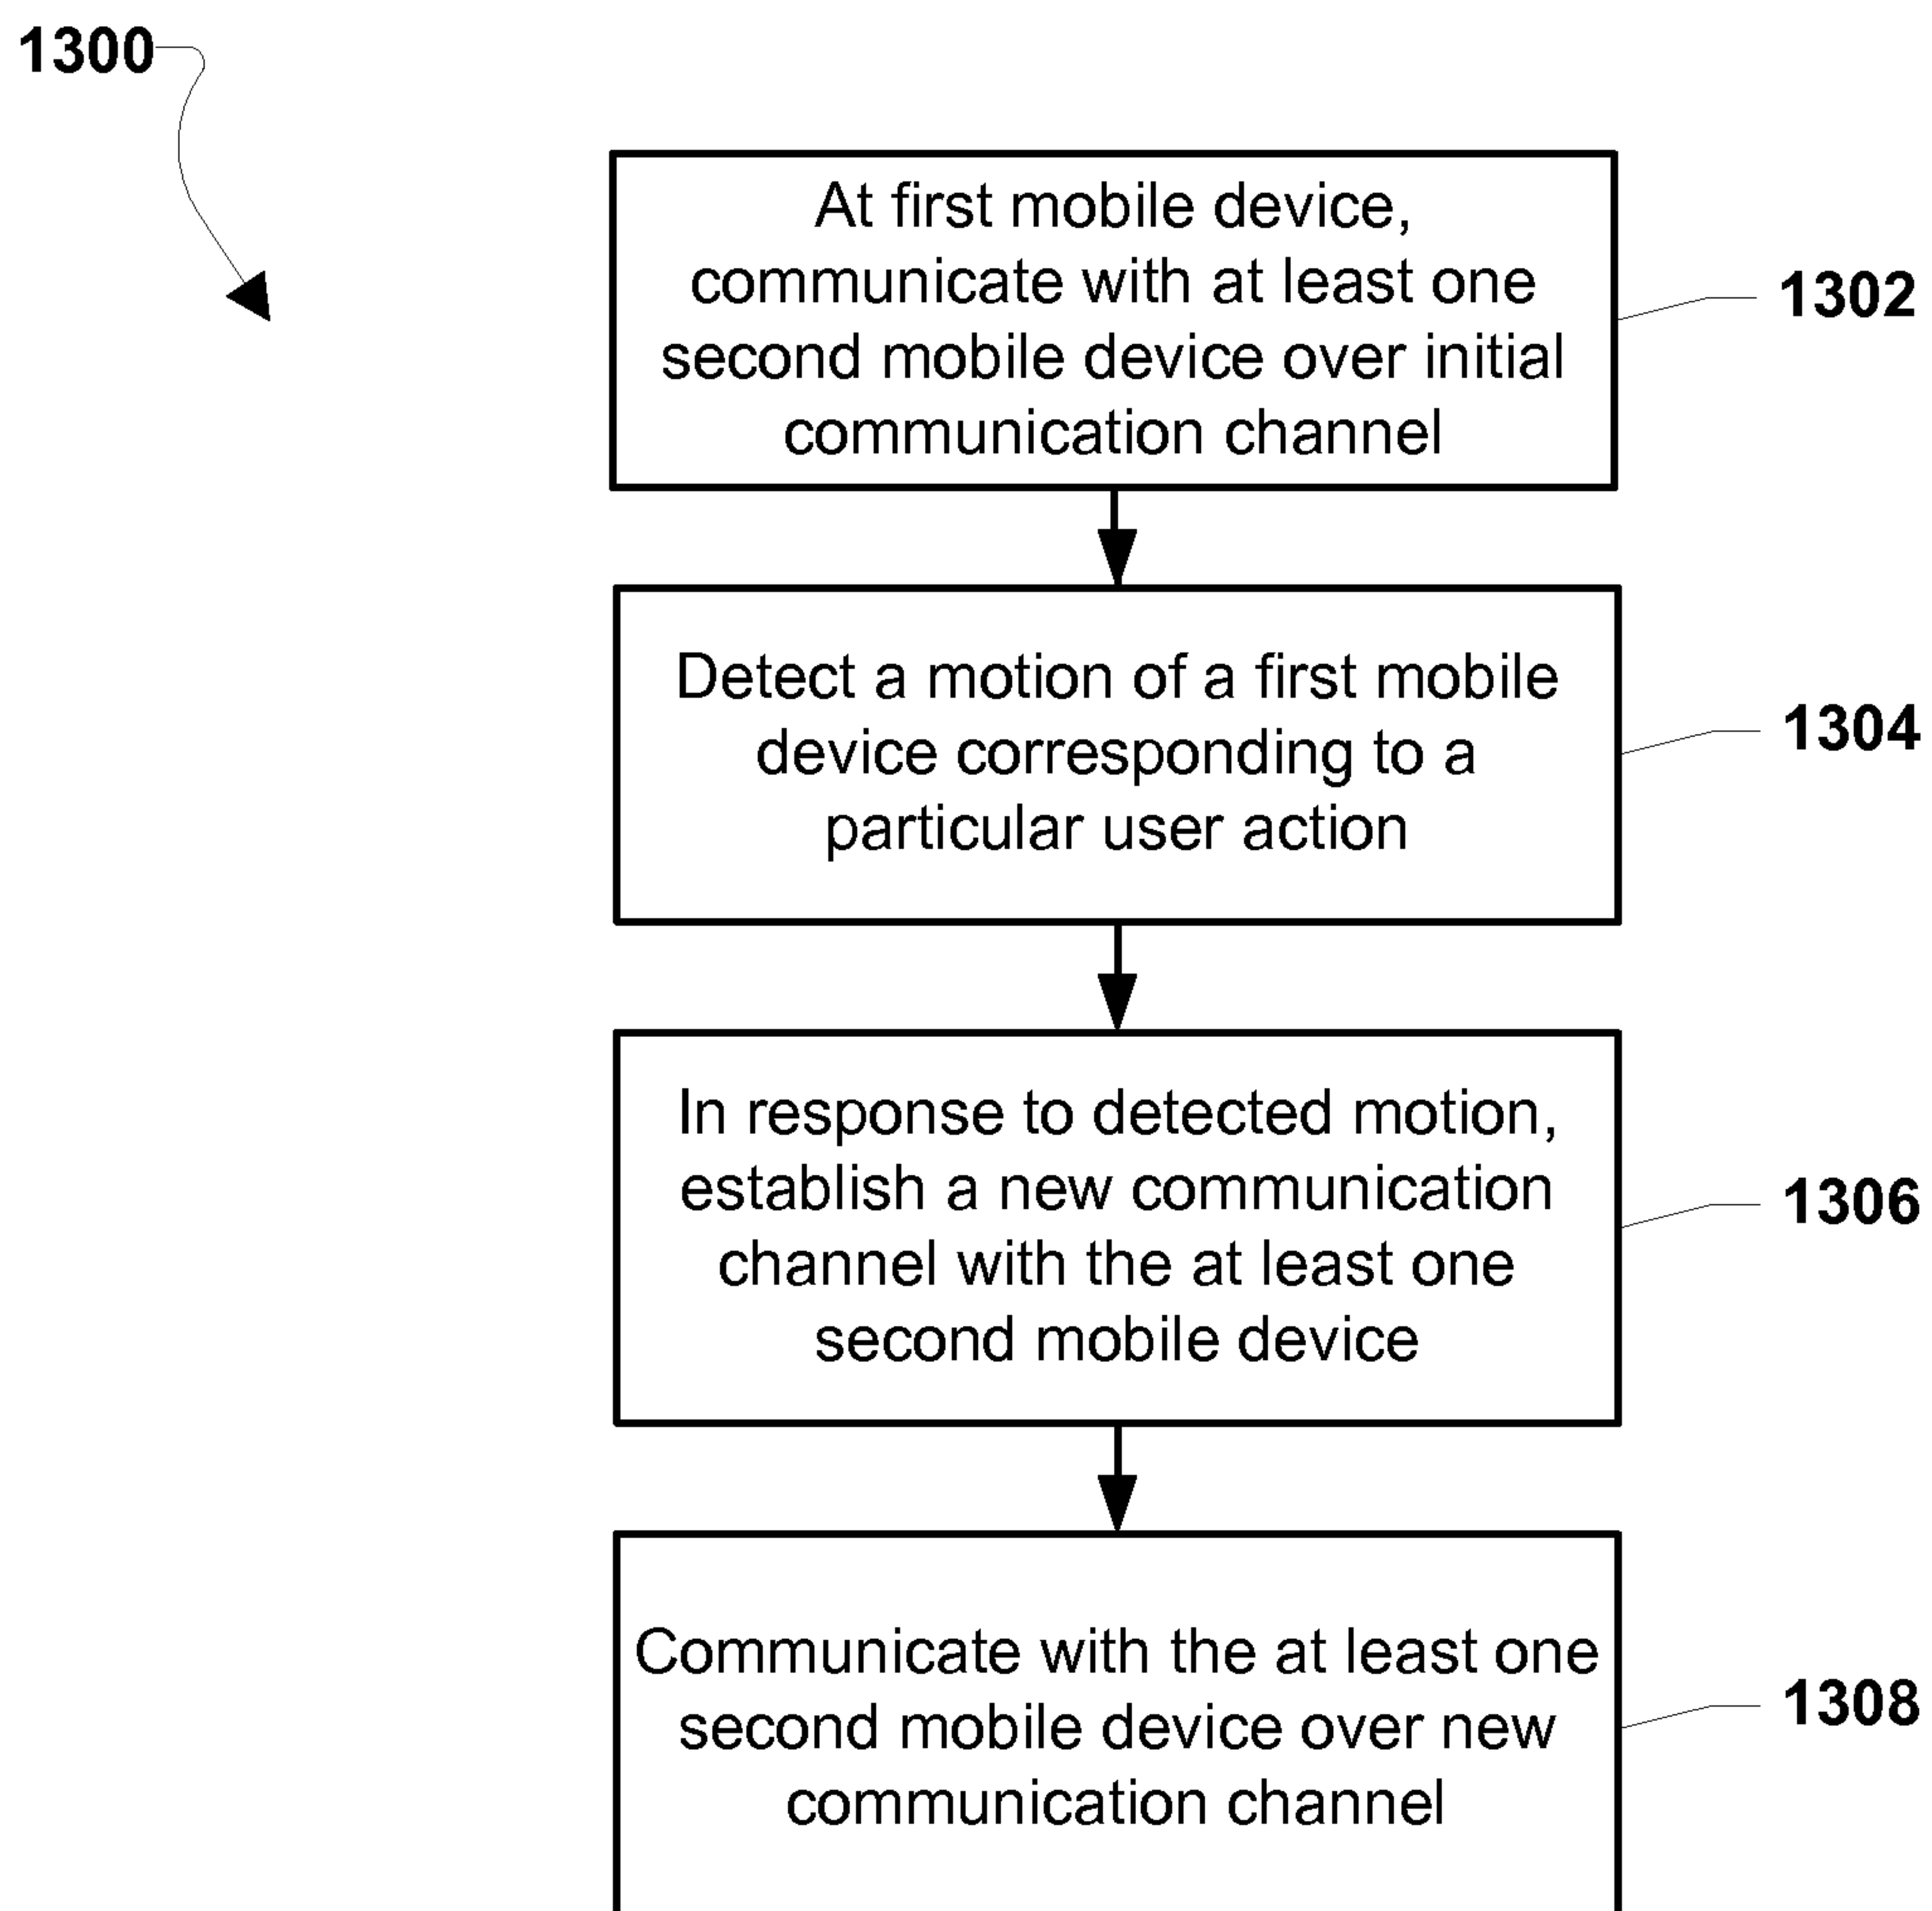 1300
At first mobile device,
communicate with at least one
second mobile device over initial
communication channel
1302
Detect a motion of a first mobile
device corresponding to a
particular user action
1304
In response to detected motion,
establish a new communication
channel with the at least one
second mobile device
1306
Communicate with the at least one
second mobile device over new
communication channel
1308